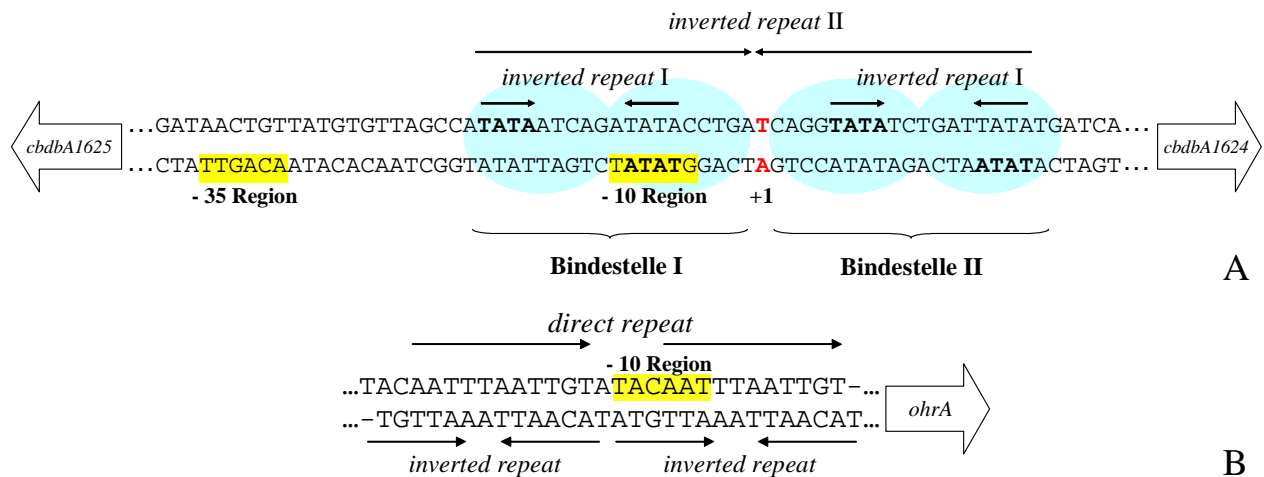 inverted repeat II
inverted repeat I
inverted repeat I
cbdbA1625
...GATAACTGTTATGTGTTAGCCATATAATCAGATATACCTGATCAGGTATATCTGATTATATGATCA...
...CTATTGACAATACACAATCGGTATATTAGTCTATATGGACTAGTCCATATAGACTAATATACTAGT...
cbdbA1624
- 35 Region
- 10 Region
+1
Bindestelle I
Bindestelle II
A
direct repeat
- 10 Region
...TACAATTTAATTGTATACAATTTAATTGT-...
...-TGTTAAATTAACATATGTTAAATTAACAT...
ohrA
inverted repeat
inverted repeat
B